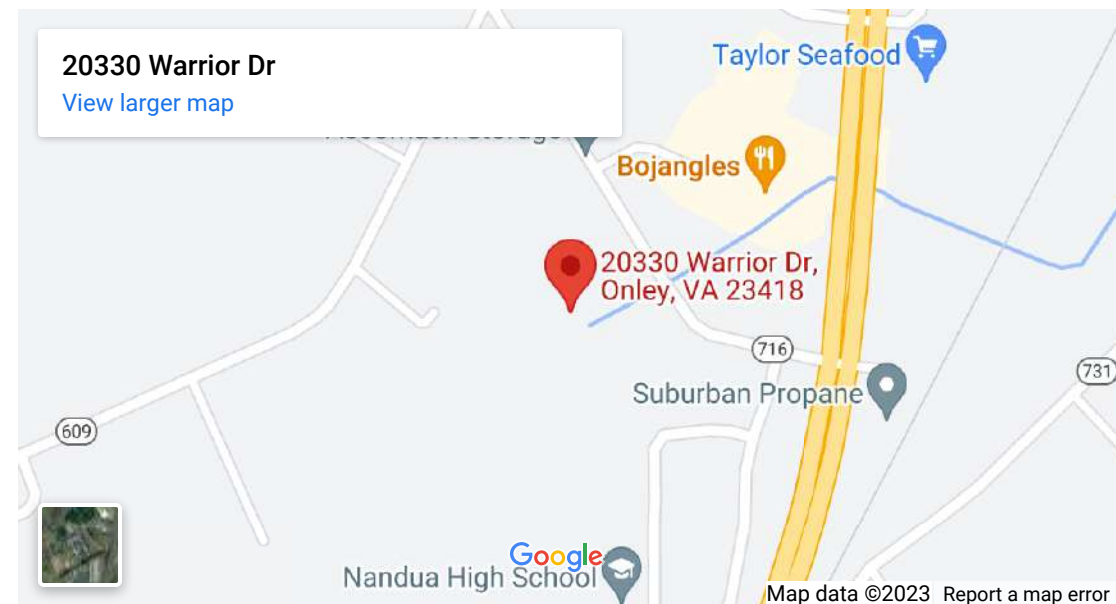 20330 Warrior Dr
View larger map
Taylor Seafood
Bojangles
20330 Warrior Dr,
Onley, VA 23418
716
731
Suburban Propane
609
Google
Nandua High School
Map data ©2023 Report a map error